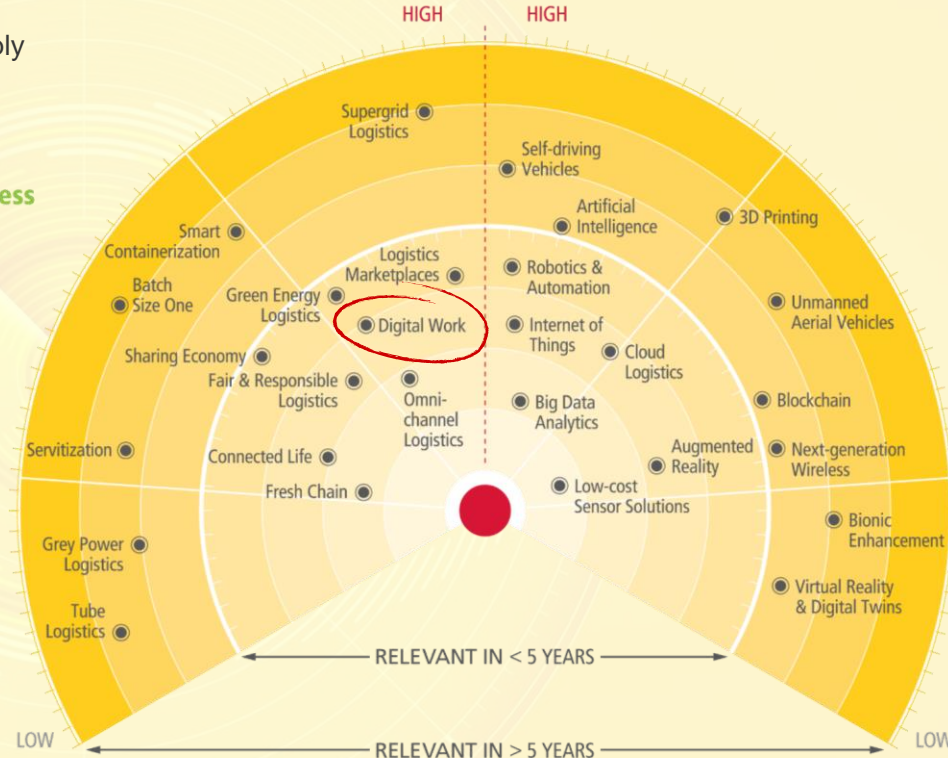 HIGH HIGH
ply
ess
Supergrid
Logistics
Self-driving
Vehicles
Artificial
Intelligence
3D Printing
Smart
Containerization
Logistics
Marketplaces
Robotics &
Automation
Batch
Size One
Green Energy
Logistics
Unmanned
Aerial Vehicles
Digital Work
Internet of
Things
Sharing Economy
Cloud
Logistics
Fair & Responsible
Logistics
Omni-
channel
Logistics
Big Data
Analytics
Blockchain
Servitization
Connected Life
Augmented
Reality
Next-generation
Wireless
Fresh Chain
Low-cost
Sensor Solutions
Bionic
Enhancement
Grey Power
Logistics
Virtual Reality
& Digital Twins
Tube
Logistics
RELEVANT IN < 5 YEARS
LOW LOW
RELEVANT IN > 5 YEARS